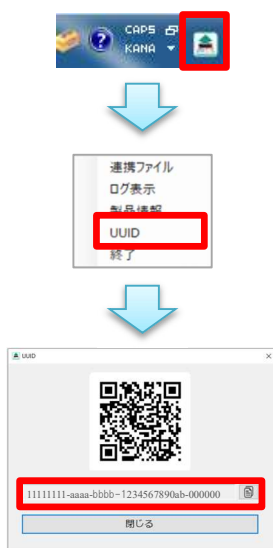 CAPS
KANA
連携ファイル
ログ表示
製品情報
UUID
終了
UUID
11111111-aaaa-bbbb-1234567890ab-000000
閉じる